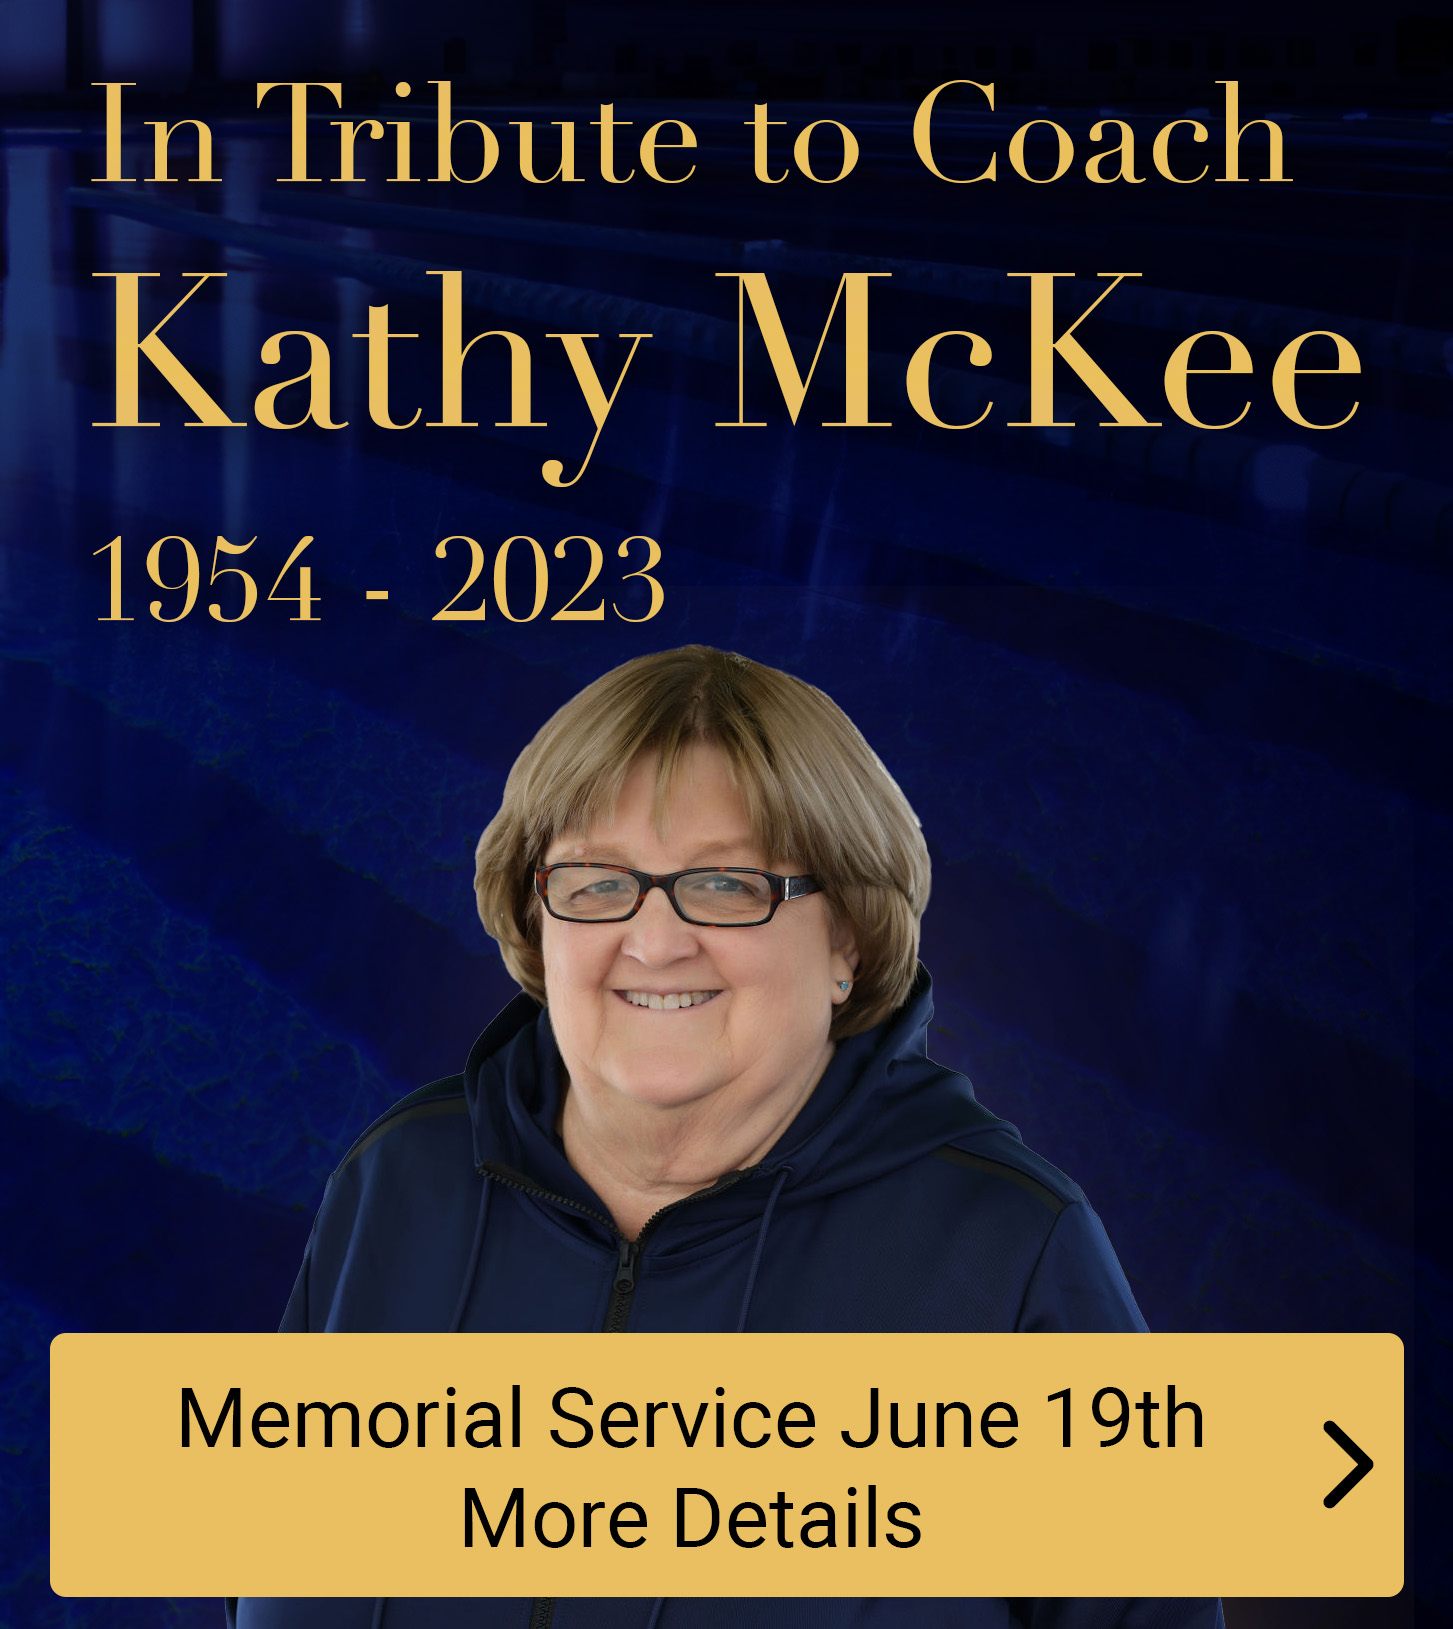 In Tribute to Coach
Kathy McKee
1954 - 2023
Memorial Service June 19th
More Details